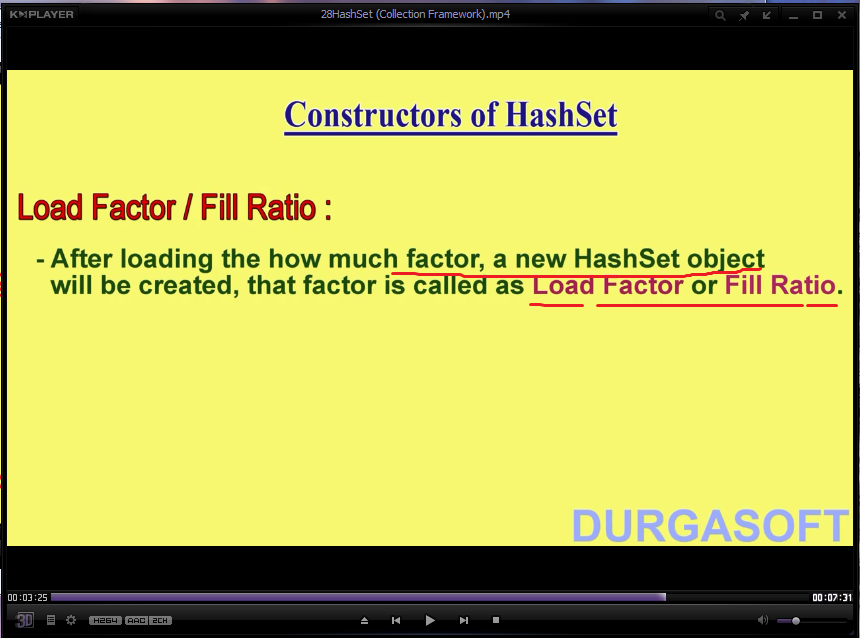 KMPLAYER
28HashSet (Collection Framework).mp4
Constructors of HashSet
Load Factor / Fill Ratio :
- After loading the how much factor, a new HashSet object
will be created, that factor is called as Load Factor or Fill Ratio.
DURGASOFT
00:03:25
00:07:31
3D
H264
AAC
2CH